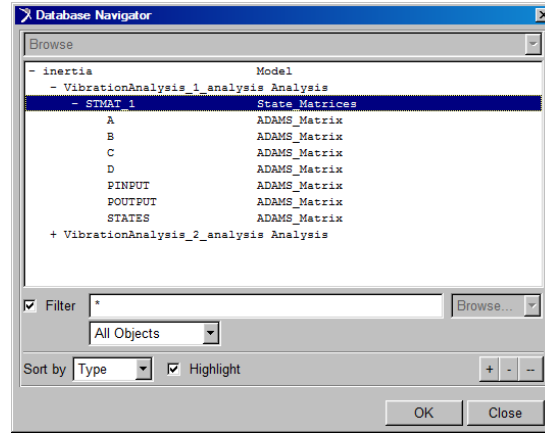 Database Navigator
Browse
- inertia Model
- VibrationAnalysis_1_analysis Analysis
- STMAT_1 State_Matrices
A ADAMS_Matrix
B ADAMS_Matrix
C ADAMS_Matrix
D ADAMS_Matrix
PINPUT ADAMS_Matrix
POUTPUT ADAMS_Matrix
STATES ADAMS_Matrix
+ VibrationAnalysis_2_analysis Analysis
Filter * Browse...
All Objects
Sort by Type Highlight + - --
OK Close